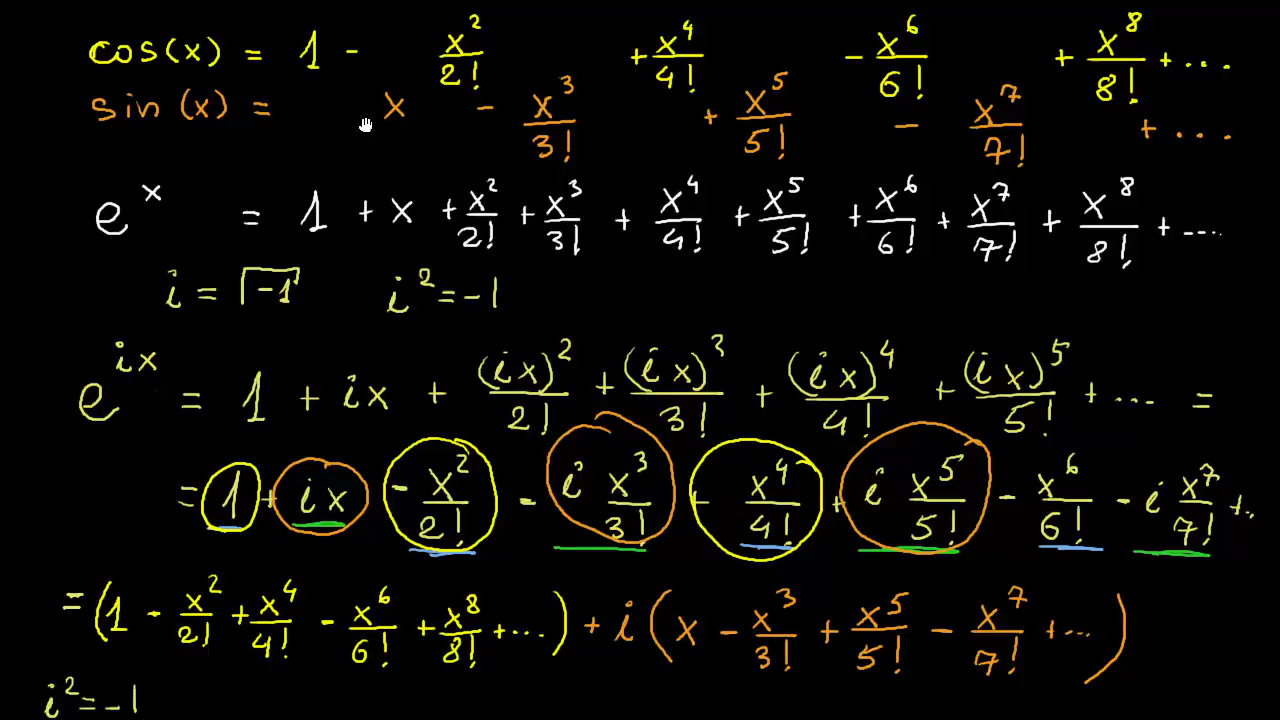 cos(x) = 1 - x²/2! + x⁴/4! - x⁶/6! + x⁸/8! + ...
sin(x) = x - x³/3! + x⁵/5! - x⁷/7! + ...
eˣ = 1 + x + x²/2! + x³/3! + x⁴/4! + x⁵/5! + x⁶/6! + x⁷/7! + x⁸/8! + ....
i = √-1 i² = -1
e^(ix) = 1 + ix + (ix)²/2! + (ix)³/3! + (ix)⁴/4! + (ix)⁵/5! + ... =
= 1 + ix - x²/2! - i x³/3! + x⁴/4! + i x⁵/5! - x⁶/6! - i x⁷/7! + ..
= (1 - x²/2! + x⁴/4! - x⁶/6! + x⁸/8! + ...) + i(x - x³/3! + x⁵/5! - x⁷/7! + ...)
i² = -1